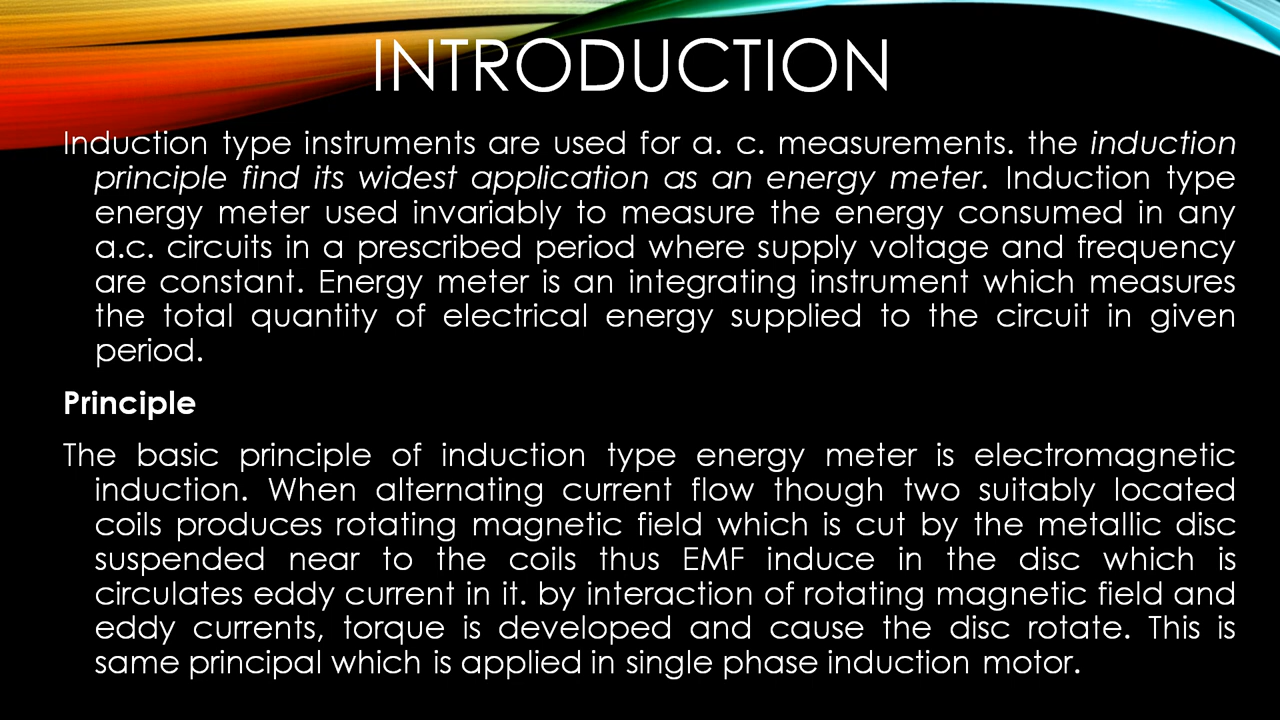 INTRODUCTION
Induction type instruments are used for a. c. measurements. the induction
principle find its widest application as an energy meter. Induction type
energy meter used invariably to measure the energy consumed in any
a.c. circuits in a prescribed period where supply voltage and frequency
are constant. Energy meter is an integrating instrument which measures
the total quantity of electrical energy supplied to the circuit in given
period.
Principle
The basic principle of induction type energy meter is electromagnetic
induction. When alternating current flow though two suitably located
coils produces rotating magnetic field which is cut by the metallic disc
suspended near to the coils thus EMF induce in the disc which is
circulates eddy current in it. by interaction of rotating magnetic field and
eddy currents, torque is developed and cause the disc rotate. This is
same principal which is applied in single phase induction motor.